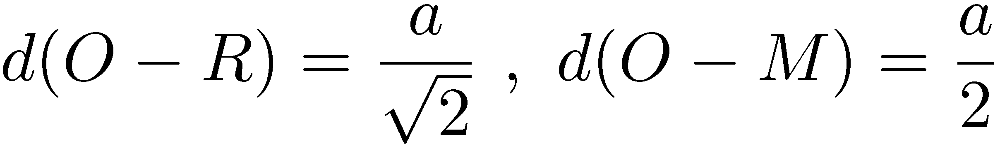 d(O − R) = a/√2 , d(O − M) = a/2